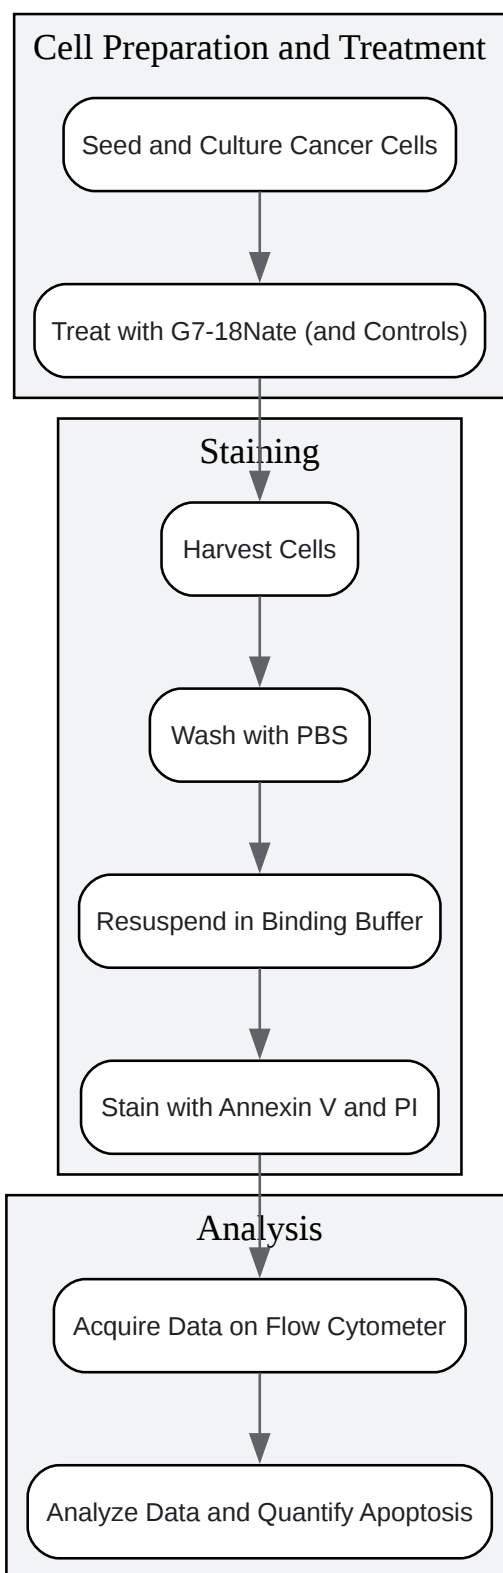 Cell Preparation and Treatment
Seed and Culture Cancer Cells
Treat with G7-18Nate (and Controls)
Staining
Harvest Cells
Wash with PBS
Resuspend in Binding Buffer
Stain with Annexin V and PI
Analysis
Acquire Data on Flow Cytometer
Analyze Data and Quantify Apoptosis